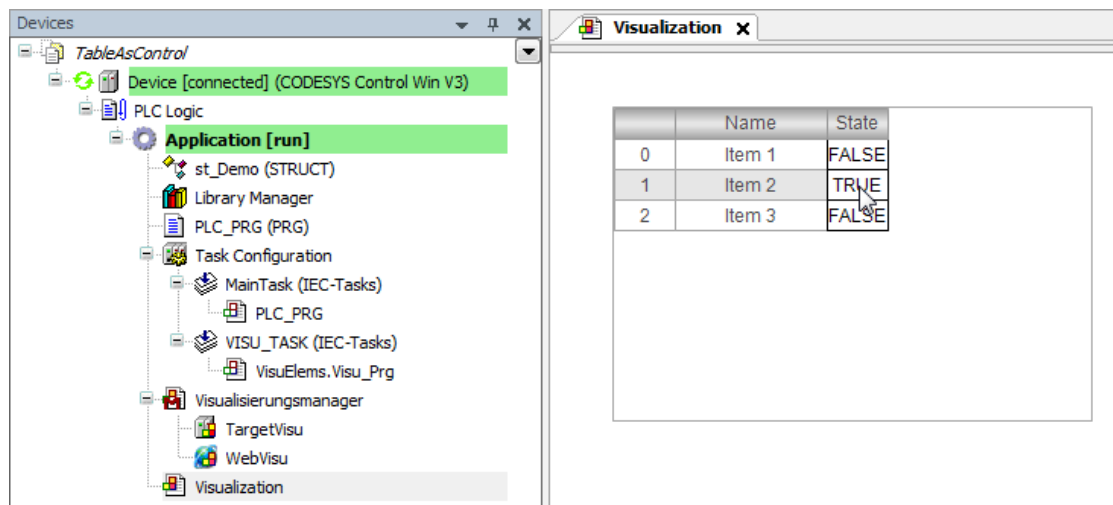 Devices
TableAsControl
Device [connected] (CODESYS Control Win V3)
PLC Logic
Application [run]
st_Demo (STRUCT)
Library Manager
PLC_PRG (PRG)
Task Configuration
MainTask (IEC-Tasks)
PLC_PRG
VISU_TASK (IEC-Tasks)
VisuElems.Visu_Prg
Visualisierungsmanager
TargetVisu
WebVisu
Visualization
Visualization
Name State
0 Item 1 FALSE
1 Item 2 TRUE
2 Item 3 FALSE